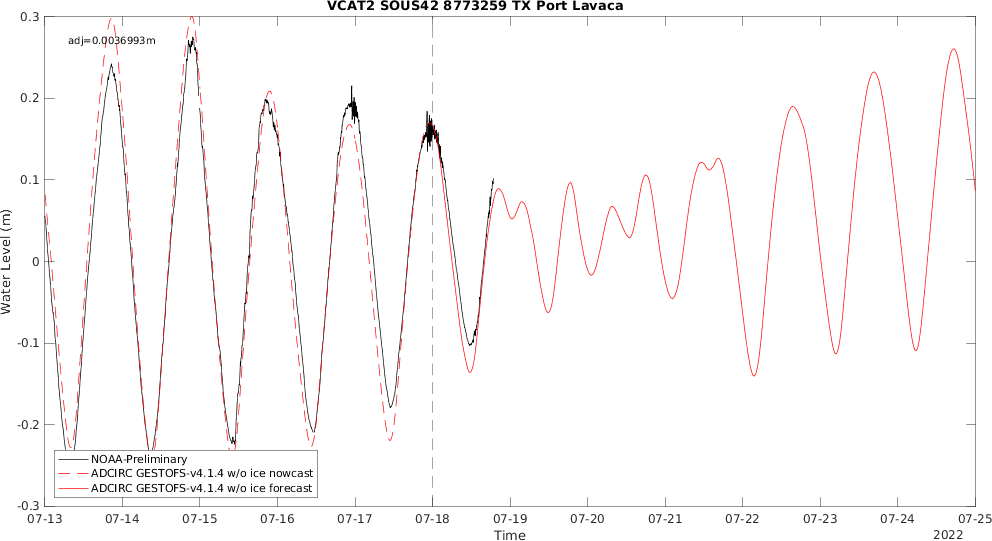 VCAT2 SOUS42 8773259 TX Port Lavaca
adj=0.0036993m
Water Level (m)
0.3
0.2
0.1
0
-0.1
-0.2
-0.3
NOAA-Preliminary
ADCIRC GESTOFS-v4.1.4 w/o ice nowcast
ADCIRC GESTOFS-v4.1.4 w/o ice forecast
07-13 07-14 07-15 07-16 07-17 07-18 07-19 07-20 07-21 07-22 07-23 07-24 07-25
Time
2022